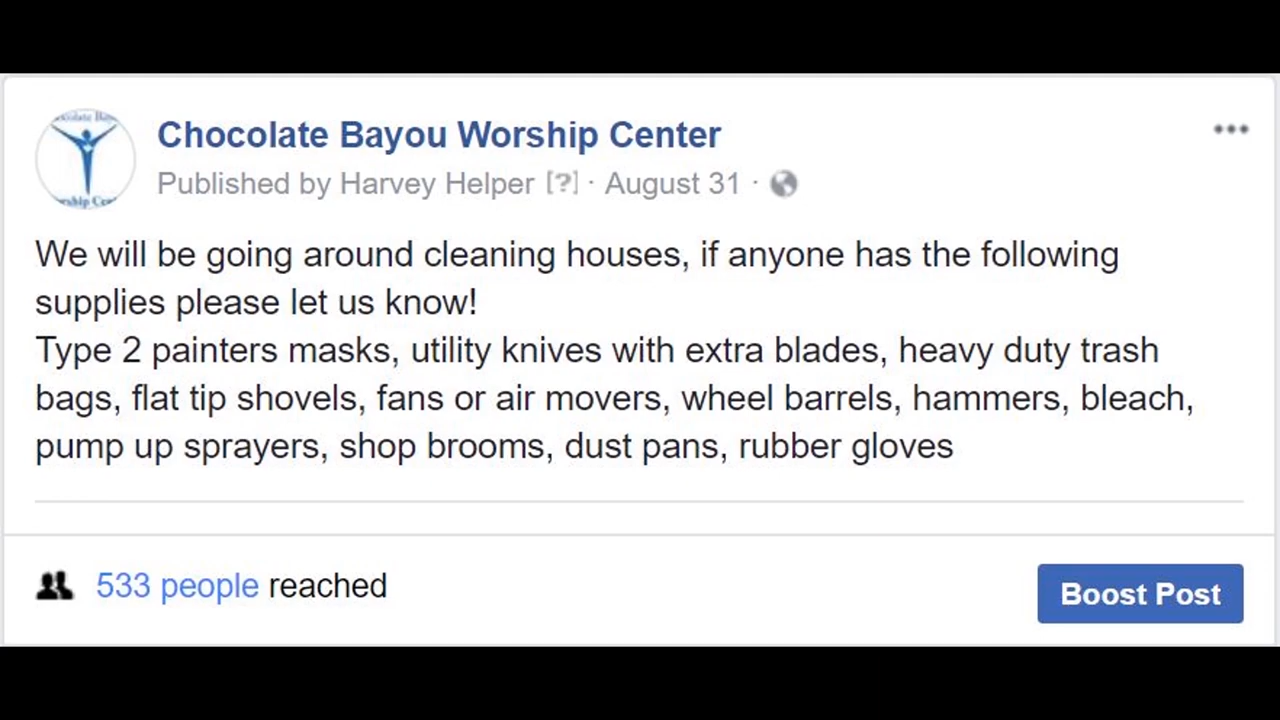 Chocolate Bayou Worship Center
Published by Harvey Helper [?] · August 31 ·
We will be going around cleaning houses, if anyone has the following
supplies please let us know!
Type 2 painters masks, utility knives with extra blades, heavy duty trash
bags, flat tip shovels, fans or air movers, wheel barrels, hammers, bleach,
pump up sprayers, shop brooms, dust pans, rubber gloves
533 people reached
Boost Post